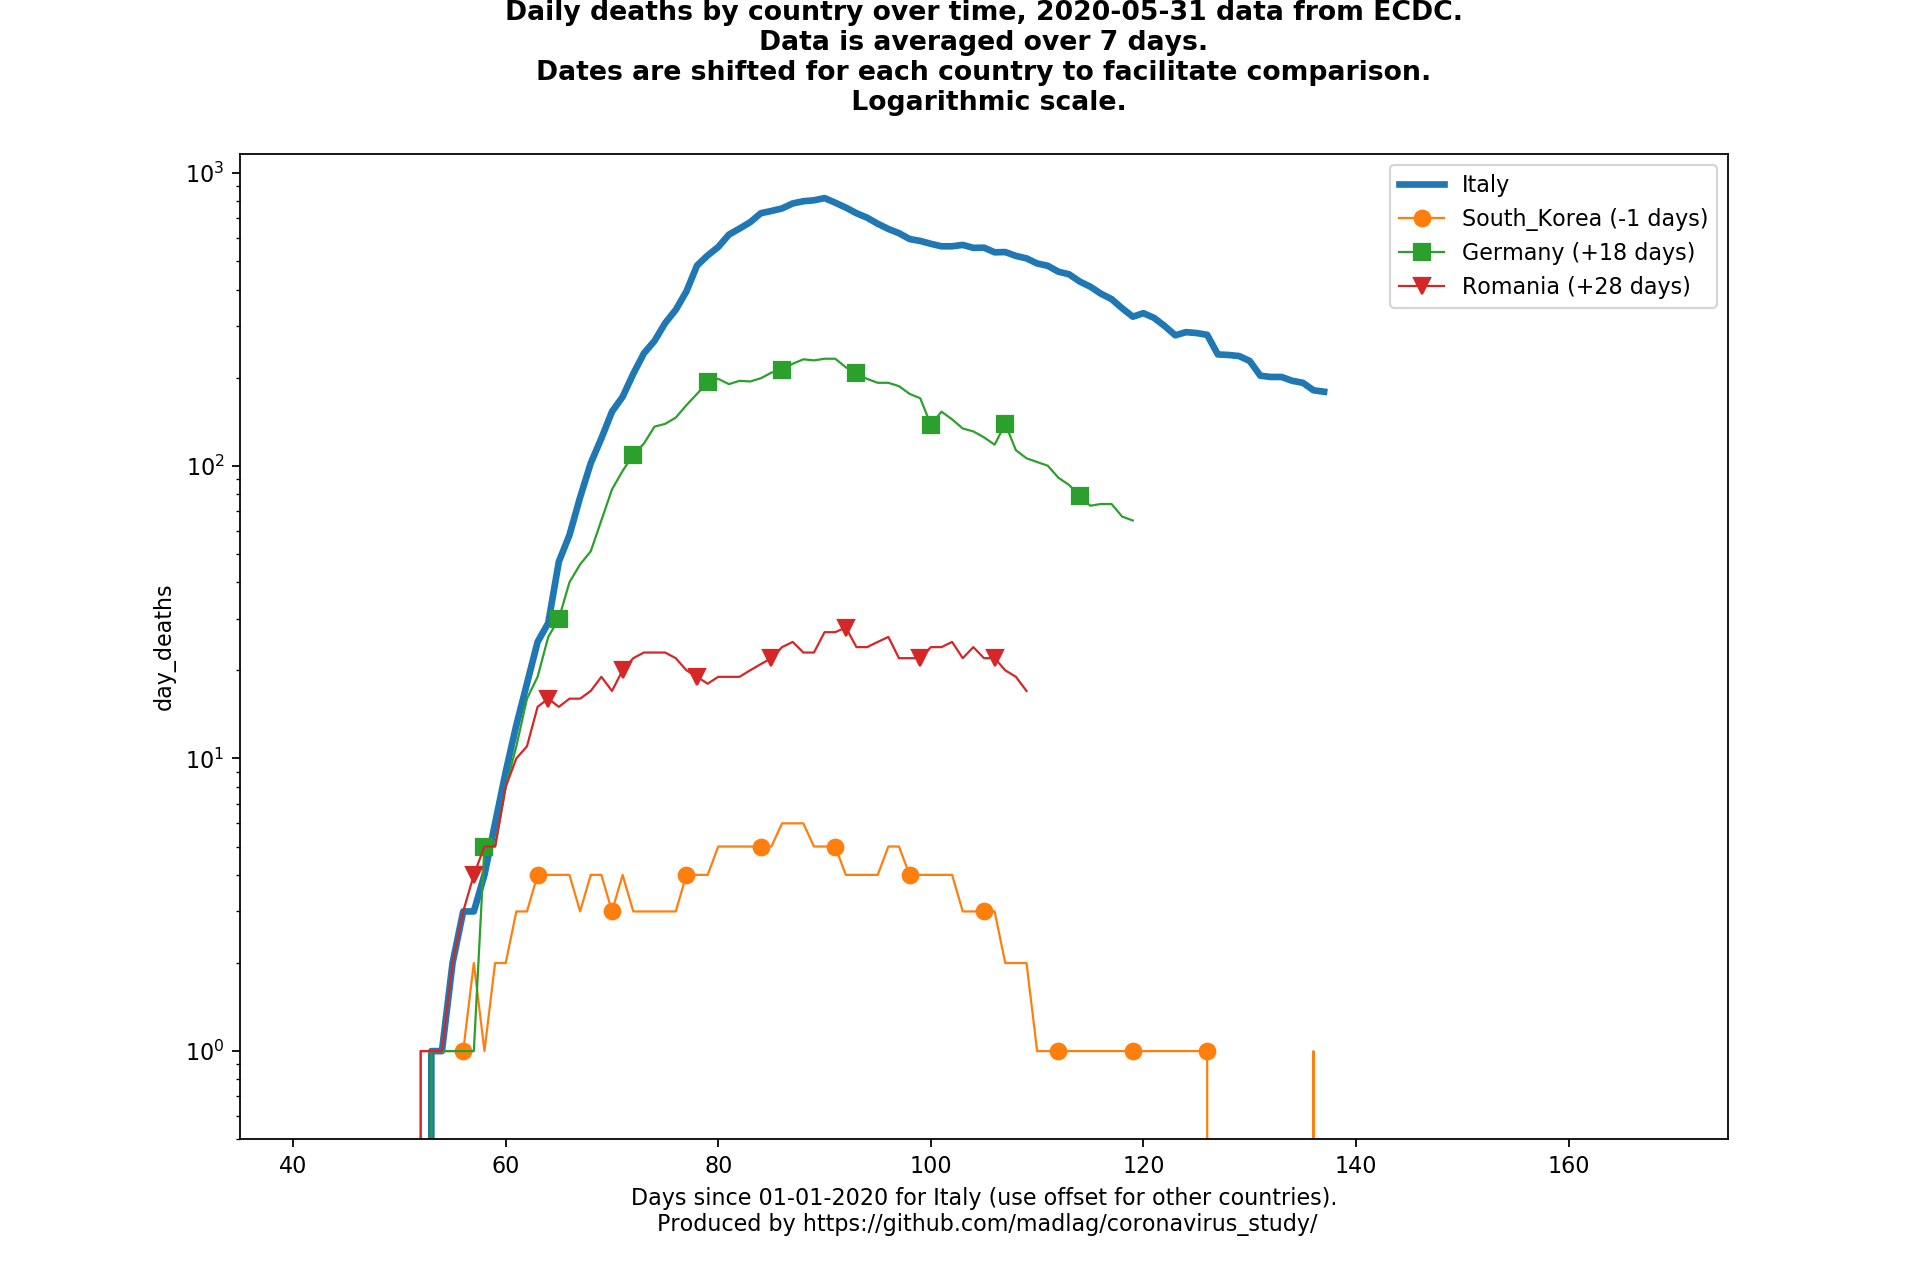 Daily deaths by country over time, 2020-05-31 data from ECDC.
Data is averaged over 7 days.
Dates are shifted for each country to facilitate comparison.
Logarithmic scale.
10³
10²
10¹
10⁰
day_deaths
Italy
South_Korea (-1 days)
Germany (+18 days)
Romania (+28 days)
40 60 80 100 120 140 160
Days since 01-01-2020 for Italy (use offset for other countries).
Produced by https://github.com/madlag/coronavirus_study/